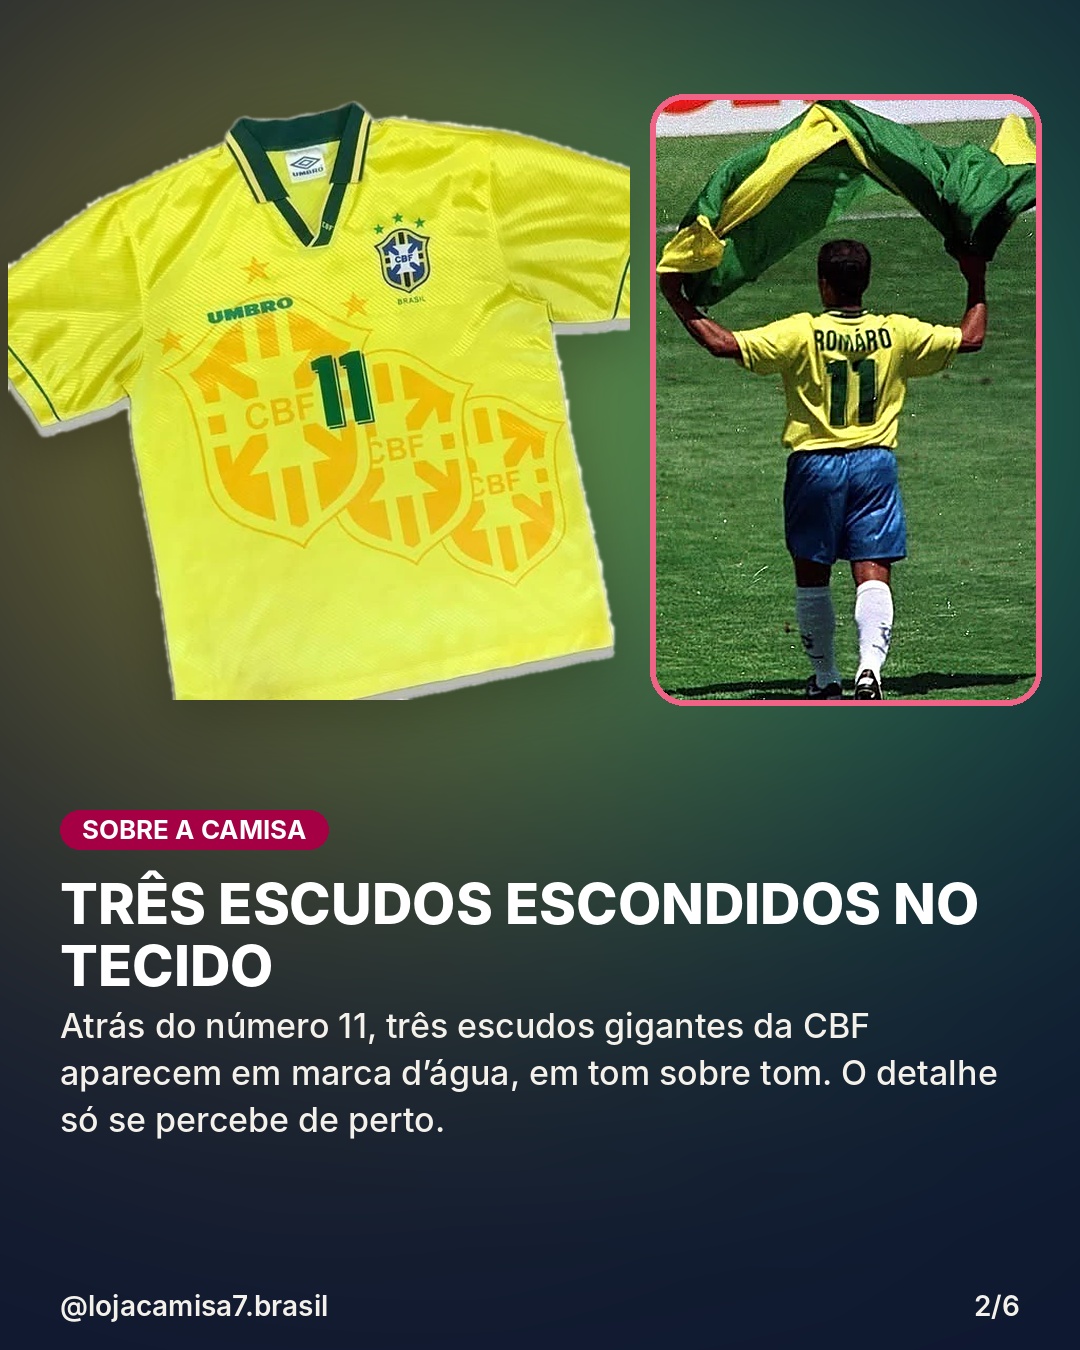 UMBRO
CBF
BRASIL
UMBRO
11
CBF
CBF
CBF
ROMÁRO
11
SOBRE A CAMISA
TRÊS ESCUDOS ESCONDIDOS NO
TECIDO
Atrás do número 11, três escudos gigantes da CBF
aparecem em marca d’água, em tom sobre tom. O detalhe
só se percebe de perto.
@lojacamisa7.brasil
2/6